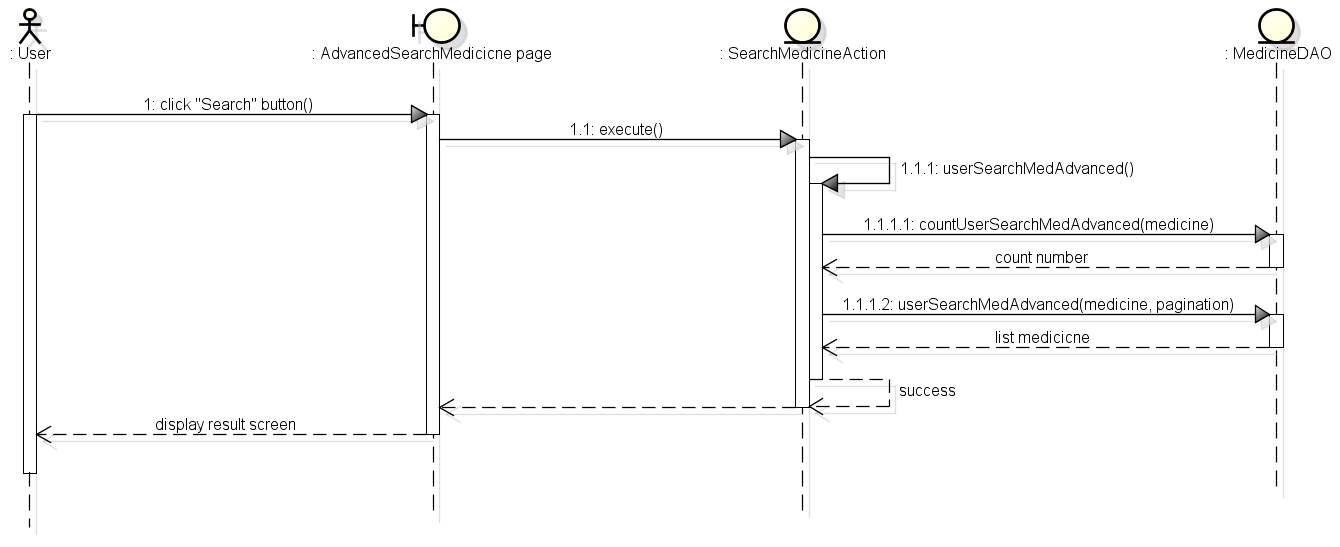 : User
: AdvancedSearchMedicicne page
: SearchMedicineAction
: MedicineDAO
1: click "Search" button()
1.1: execute()
1.1.1: userSearchMedAdvanced()
1.1.1.1: countUserSearchMedAdvanced(medicine)
count number
1.1.1.2: userSearchMedAdvanced(medicine, pagination)
list medicicne
success
display result screen